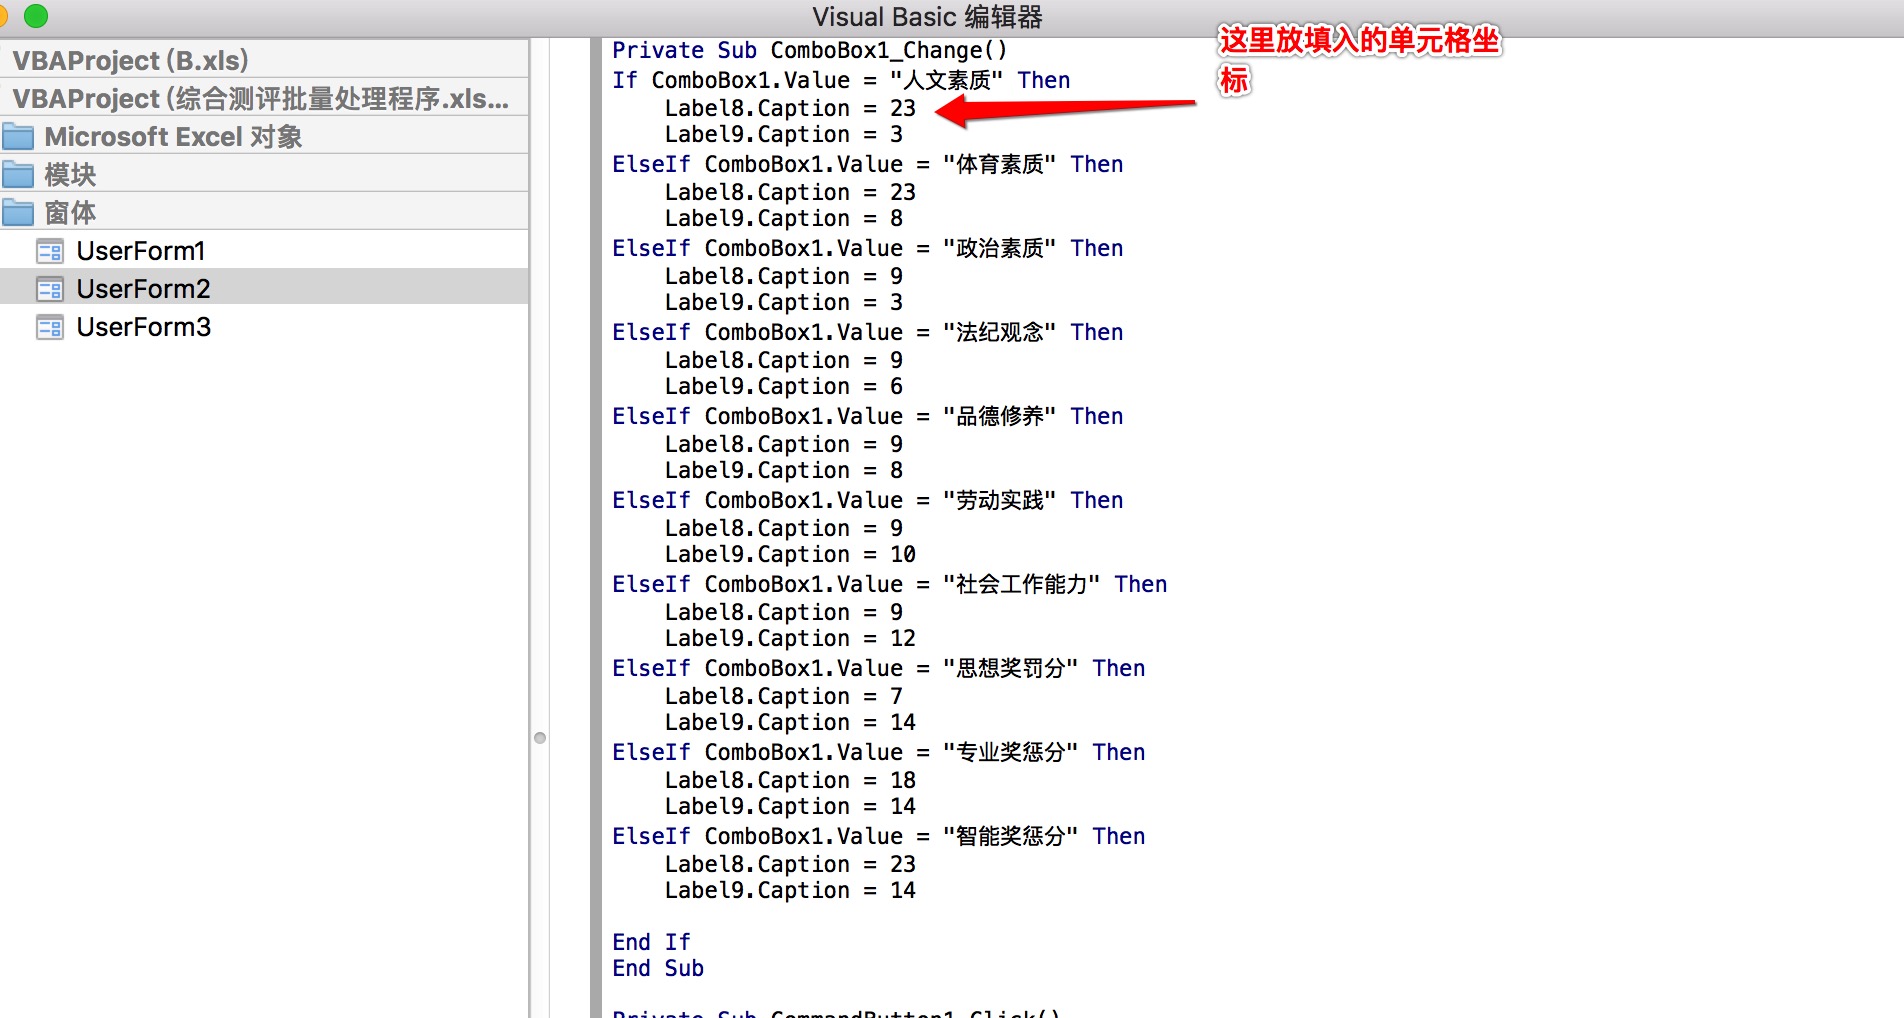 Visual Basic 编辑器
VBAProject (B.xls)
VBAProject (综合测评批量处理程序.xls...
Microsoft Excel 对象
模块
窗体
UserForm1
UserForm2
UserForm3
这里放填入的单元格坐
标
Private Sub ComboBox1_Change()
If ComboBox1.Value = "人文素质" Then
Label8.Caption = 23
Label9.Caption = 3
ElseIf ComboBox1.Value = "体育素质" Then
Label8.Caption = 23
Label9.Caption = 8
ElseIf ComboBox1.Value = "政治素质" Then
Label8.Caption = 9
Label9.Caption = 3
ElseIf ComboBox1.Value = "法纪观念" Then
Label8.Caption = 9
Label9.Caption = 6
ElseIf ComboBox1.Value = "品德修养" Then
Label8.Caption = 9
Label9.Caption = 8
ElseIf ComboBox1.Value = "劳动实践" Then
Label8.Caption = 9
Label9.Caption = 10
ElseIf ComboBox1.Value = "社会工作能力" Then
Label8.Caption = 9
Label9.Caption = 12
ElseIf ComboBox1.Value = "思想奖罚分" Then
Label8.Caption = 7
Label9.Caption = 14
ElseIf ComboBox1.Value = "专业奖惩分" Then
Label8.Caption = 18
Label9.Caption = 14
ElseIf ComboBox1.Value = "智能奖惩分" Then
Label8.Caption = 23
Label9.Caption = 14
End If
End Sub
Private Sub CommandButton1_Click()